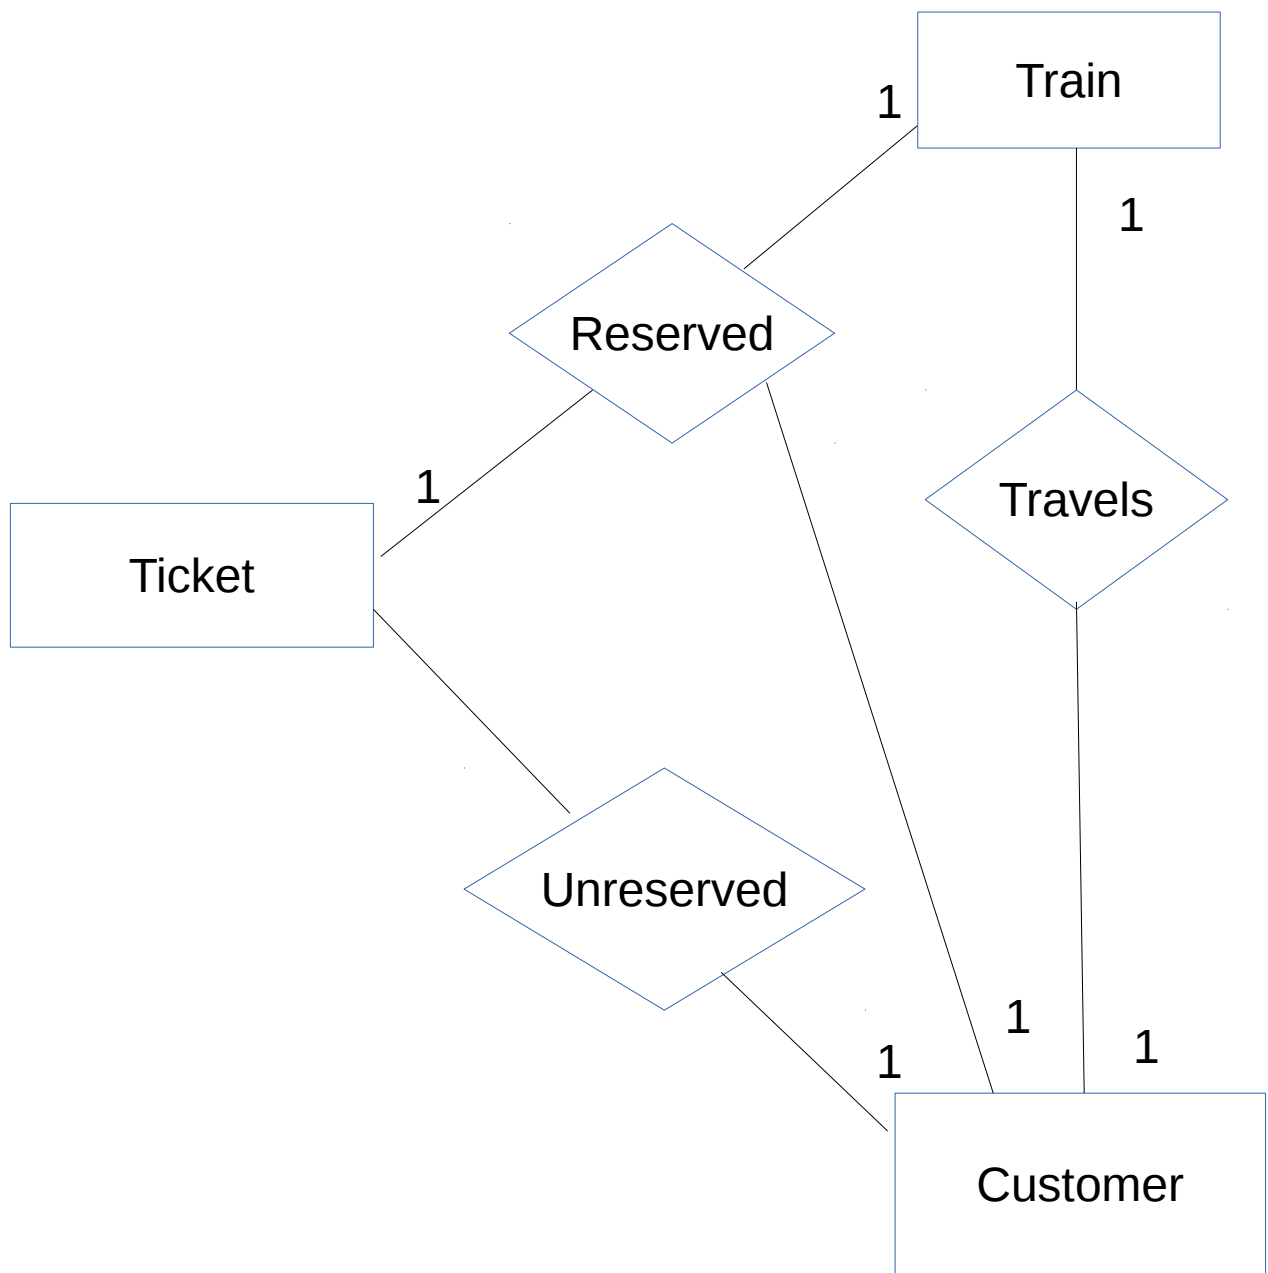 Train
1
1
Reserved
1
Travels
Ticket
Unreserved
1
1
1
Customer